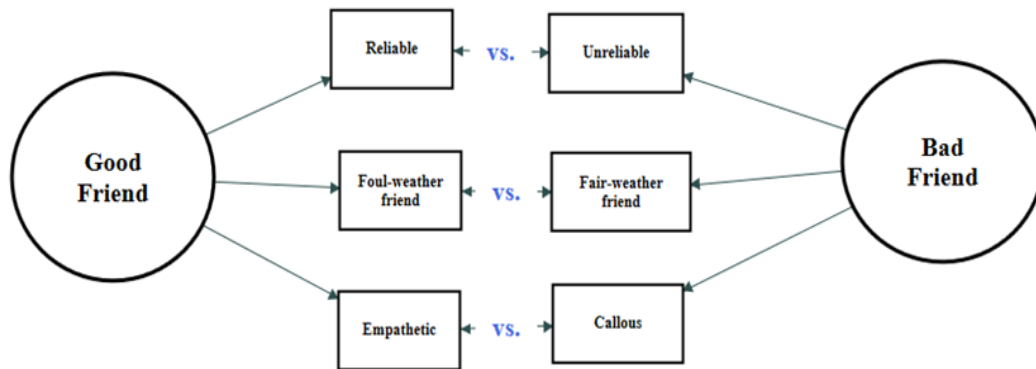 Reliable
vs.
Unreliable
Good
Friend
Bad
Friend
Foul-weather
friend
vs.
Fair-weather
friend
Empathetic
vs.
Callous